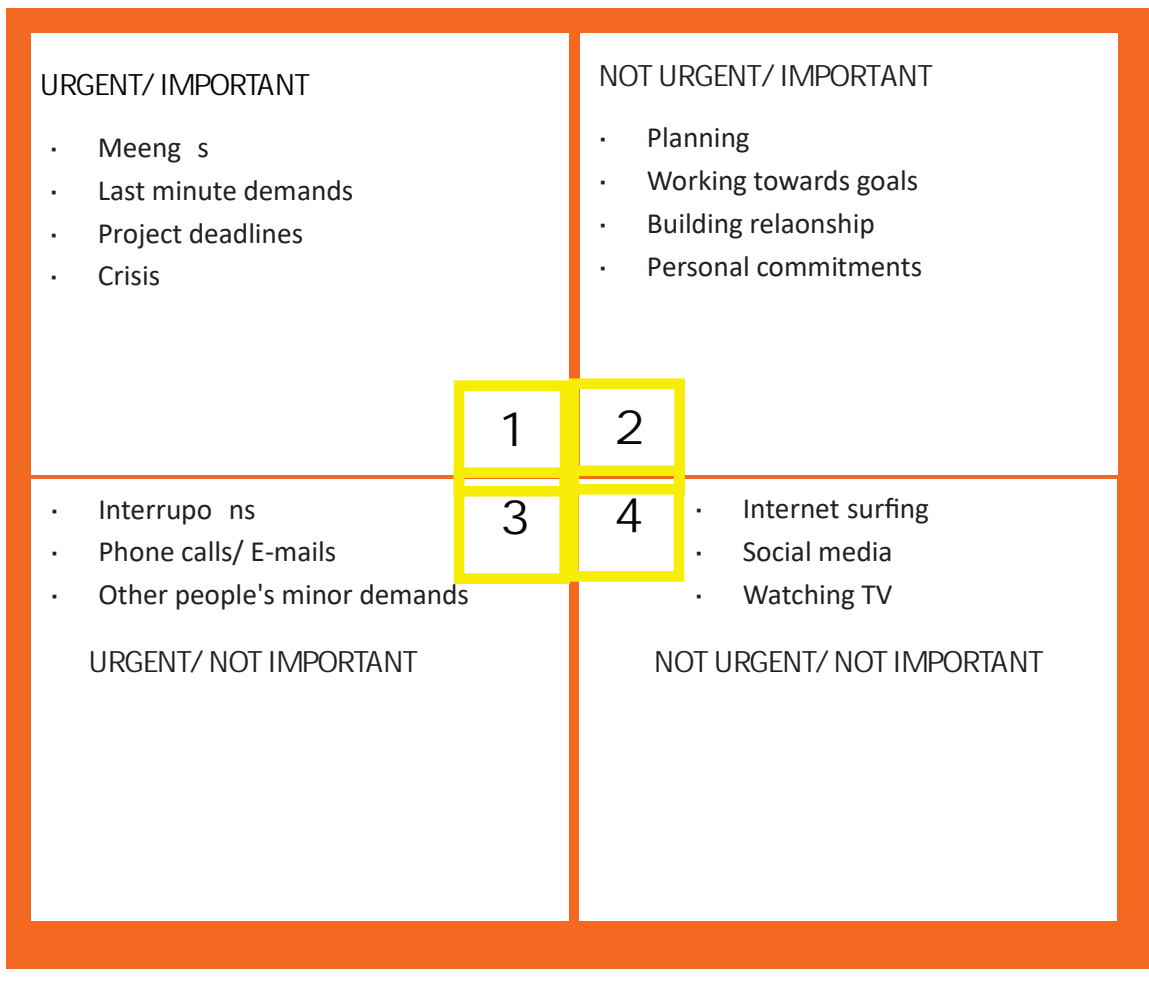 URGENT/ IMPORTANT
· Meeng s
· Last minute demands
· Project deadlines
· Crisis
1
NOT URGENT/ IMPORTANT
· Planning
· Working towards goals
· Building relaonship
· Personal commitments
2
· Interrupo ns
· Phone calls/ E-mails
· Other people's minor demands
3
URGENT/ NOT IMPORTANT
4
· Internet surfing
· Social media
· Watching TV
NOT URGENT/ NOT IMPORTANT